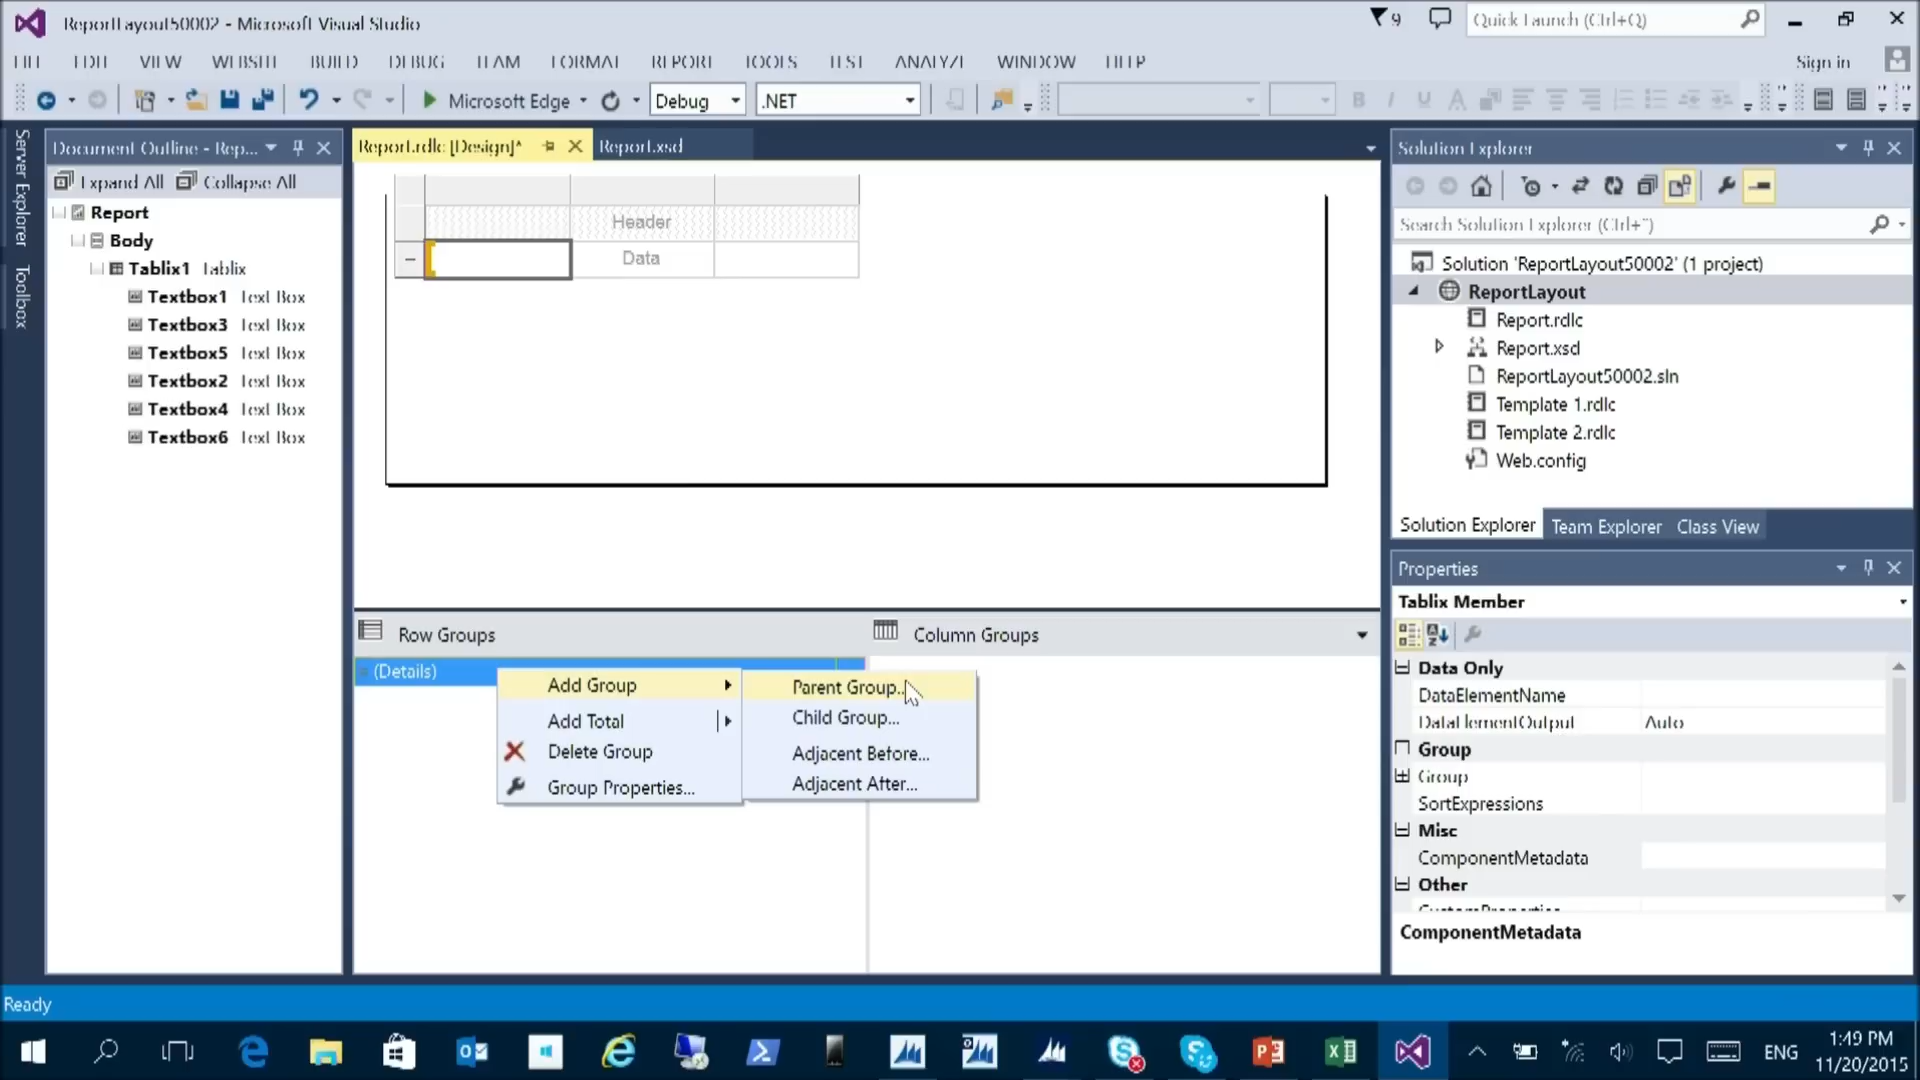 ReportLayout50002 - Microsoft Visual Studio
9
Quick Launch (Ctrl+Q)
FILE EDIT VIEW WEBSITE BUILD DEBUG TEAM FORMAT REPORT TOOLS TEST ANALYZE WINDOW HELP
Sign in
Microsoft Edge
Debug
.NET
B I U A
Server Explorer
Toolbox
Document Outline - Rep...
Expand All Collapse All
Report
Body
Tablix1 Tablix
Textbox1 Text Box
Textbox3 Text Box
Textbox5 Text Box
Textbox2 Text Box
Textbox4 Text Box
Textbox6 Text Box
Report.rdlc [Design]*
Report.xsd
Header
Data
Row Groups
Column Groups
(Details)
Add Group
Add Total
Delete Group
Group Properties...
Parent Group...
Child Group...
Adjacent Before...
Adjacent After...
Solution Explorer
Search Solution Explorer (Ctrl+")
Solution 'ReportLayout50002' (1 project)
ReportLayout
Report.rdlc
Report.xsd
ReportLayout50002.sln
Template 1.rdlc
Template 2.rdlc
Web.config
Solution Explorer Team Explorer Class View
Properties
Tablix Member
Data Only
DataElementName
DataElementOutput Auto
Group
Group
SortExpressions
Misc
ComponentMetadata
Other
CustomProperties
ComponentMetadata
Ready
ENG
1:49 PM
11/20/2015